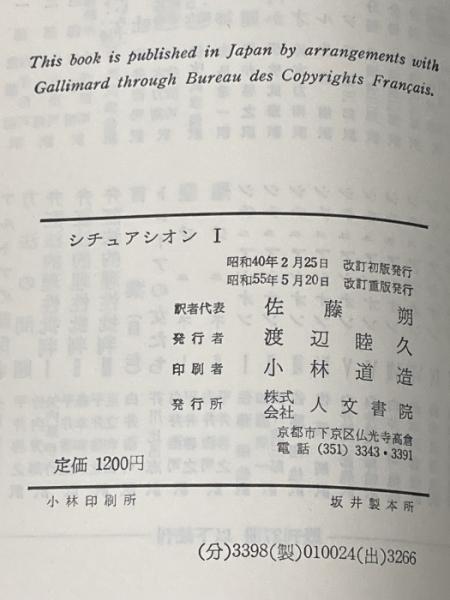 This book is published in Japan by arrangements with
Gallimard through Bureau des Copyrights Français.
シチュアシオン I
昭和40年2月25日 改訂初版発行
昭和55年5月20日 改訂重版発行
訳者代表 佐藤朔
発行者 渡辺睦久
印刷者 小林道造
発行所 株式会社 人文書院
京都市下京区仏光寺高倉
電話 (351) 3343・3391
定価 1200円
小林印刷所 坂井製本所
(分)3398(製)010024(出)3266